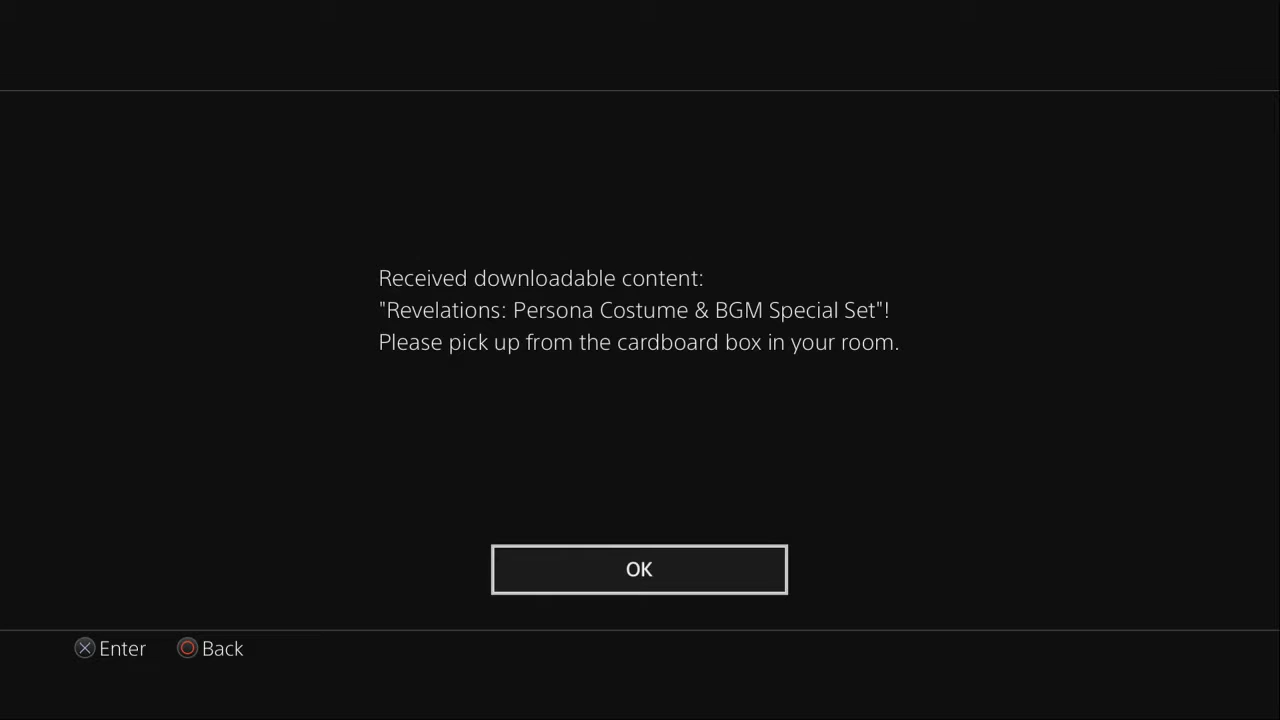 Received downloadable content:
"Revelations: Persona Costume & BGM Special Set"!
Please pick up from the cardboard box in your room.
OK
Enter Back